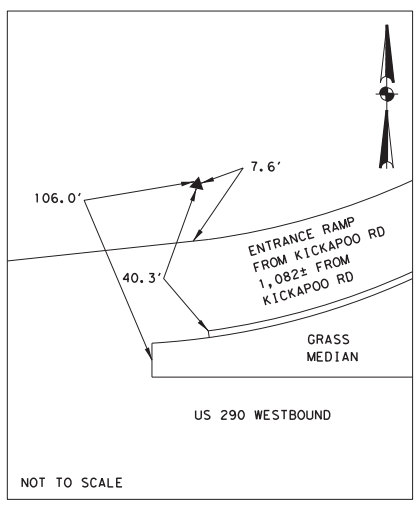 7.6'
106.0'
ENTRANCE RAMP
FROM KICKAPOO RD
1,082± FROM
KICKAPOO RD
40.3'
GRASS
MEDIAN
US 290 WESTBOUND
NOT TO SCALE